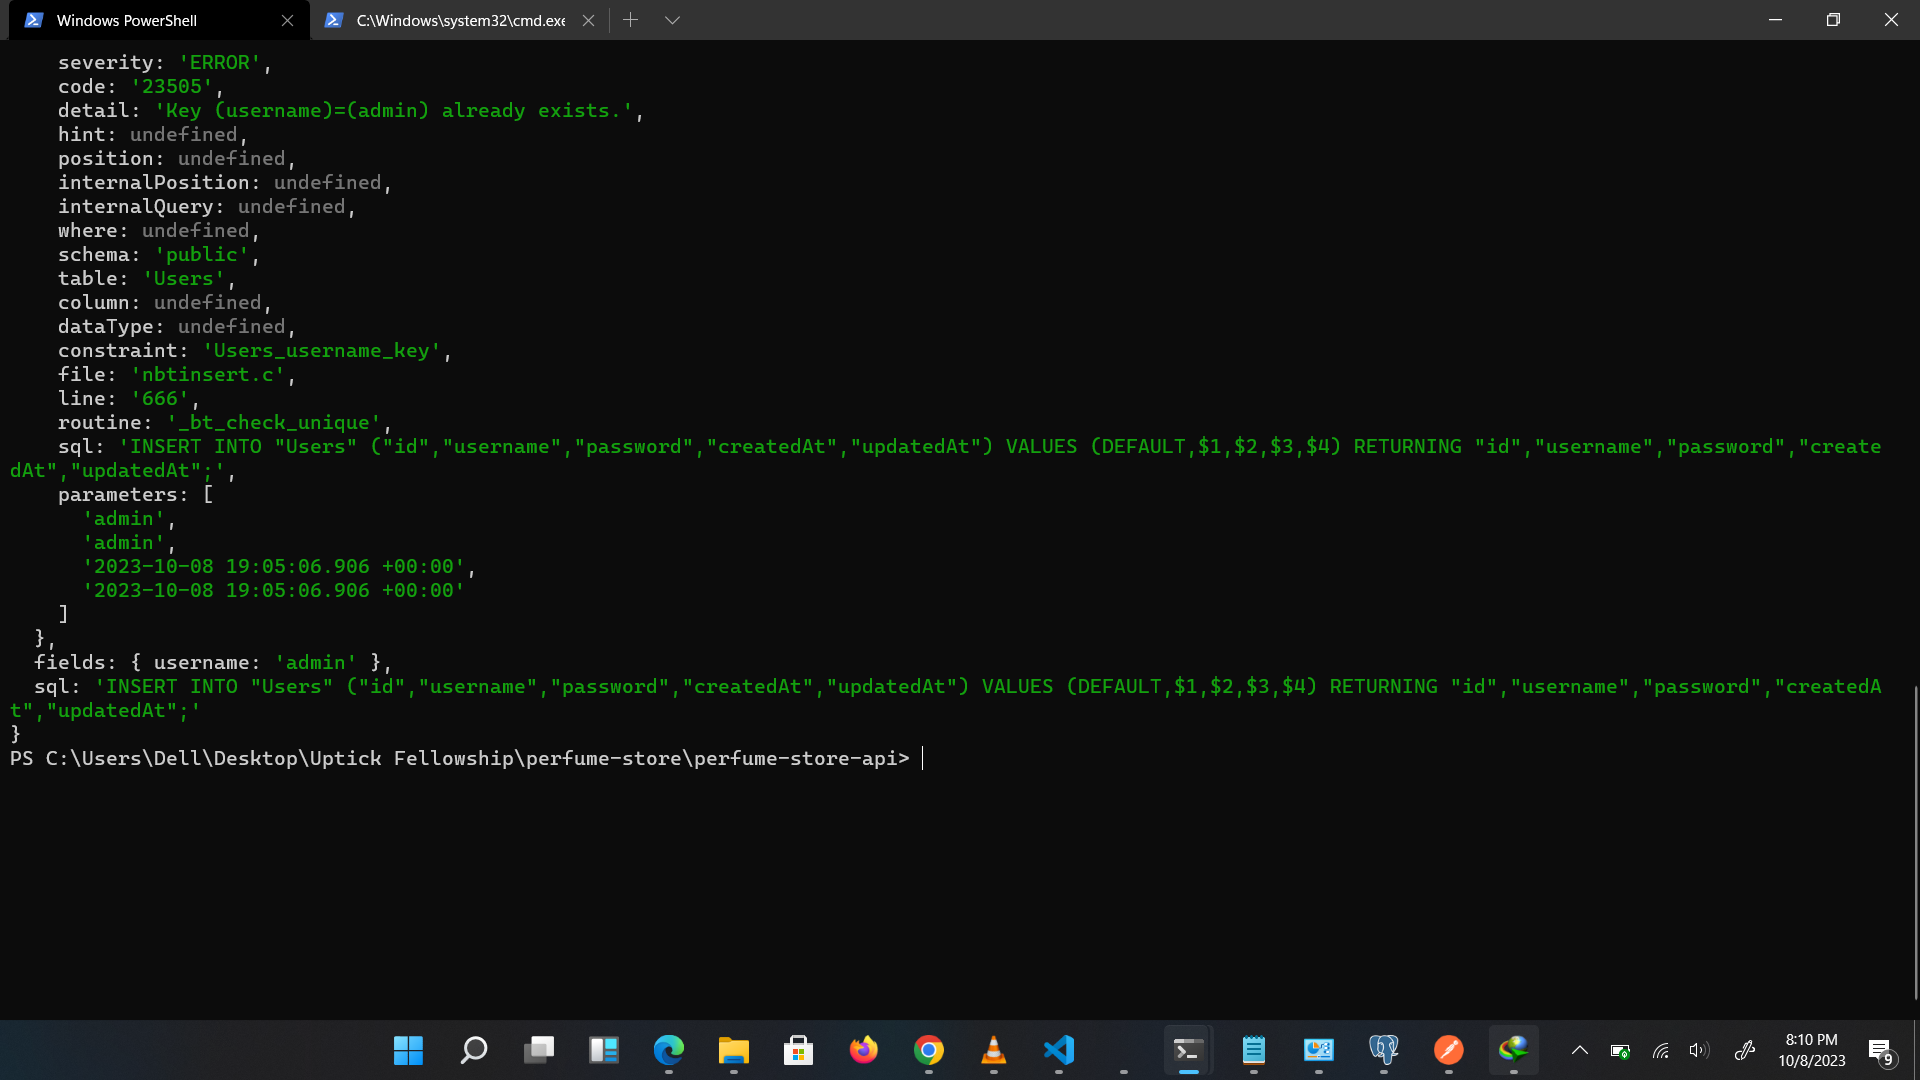 Windows PowerShell
C:\Windows\system32\cmd.exe
severity: 'ERROR',
code: '23505',
detail: 'Key (username)=(admin) already exists.',
hint: undefined,
position: undefined,
internalPosition: undefined,
internalQuery: undefined,
where: undefined,
schema: 'public',
table: 'Users',
column: undefined,
dataType: undefined,
constraint: 'Users_username_key',
file: 'nbtinsert.c',
line: '666',
routine: '_bt_check_unique',
sql: 'INSERT INTO "Users" ("id","username","password","createdAt","updatedAt") VALUES (DEFAULT,$1,$2,$3,$4) RETURNING "id","username","password","create
dAt","updatedAt";',
parameters: [
'admin',
'admin',
'2023-10-08 19:05:06.906 +00:00',
'2023-10-08 19:05:06.906 +00:00'
]
},
fields: { username: 'admin' },
sql: 'INSERT INTO "Users" ("id","username","password","createdAt","updatedAt") VALUES (DEFAULT,$1,$2,$3,$4) RETURNING "id","username","password","createdA
t","updatedAt";'
}
PS C:\Users\Dell\Desktop\Uptick Fellowship\perfume-store\perfume-store-api>
8:10 PM
10/8/2023
9